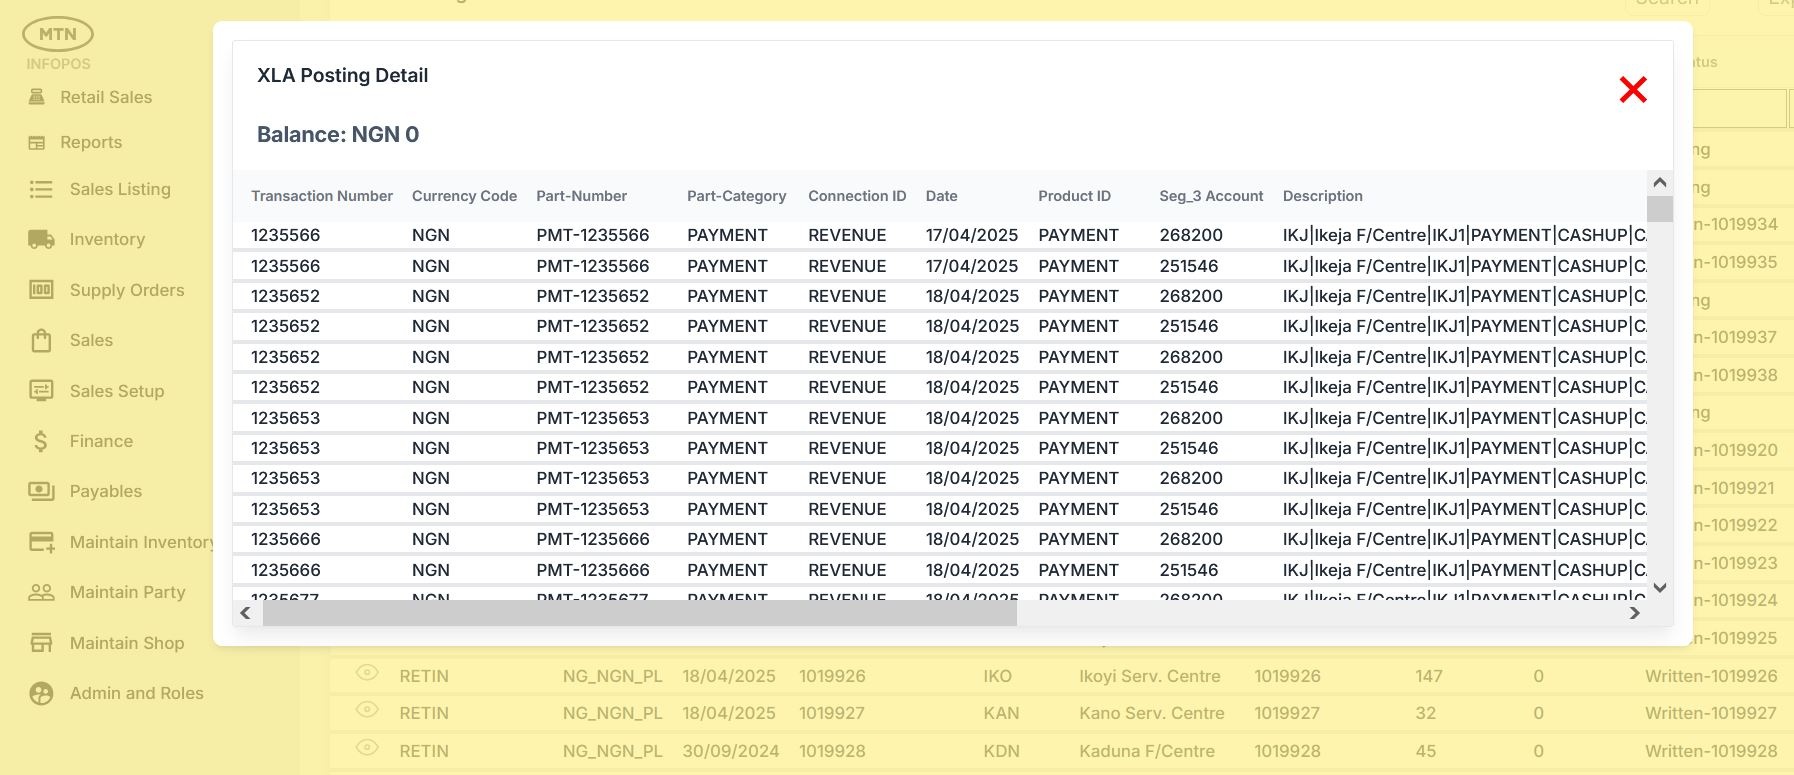 MTN
INFOPOS
Retail Sales
Reports
Sales Listing
Inventory
Supply Orders
Sales
Sales Setup
Finance
Payables
Maintain Inventory
Maintain Party
Maintain Shop
Admin and Roles
Search
XLA Posting Detail
Balance: NGN 0
Transaction Number Currency Code Part-Number Part-Category Connection ID Date Product ID Seg_3 Account Description
1235566 NGN PMT-1235566 PAYMENT REVENUE 17/04/2025 PAYMENT 268200 IKJ|Ikeja F/Centre|IKJ1|PAYMENT|CASHUP|C
1235566 NGN PMT-1235566 PAYMENT REVENUE 17/04/2025 PAYMENT 251546 IKJ|Ikeja F/Centre|IKJ1|PAYMENT|CASHUP|C
1235652 NGN PMT-1235652 PAYMENT REVENUE 18/04/2025 PAYMENT 268200 IKJ|Ikeja F/Centre|IKJ1|PAYMENT|CASHUP|C
1235652 NGN PMT-1235652 PAYMENT REVENUE 18/04/2025 PAYMENT 251546 IKJ|Ikeja F/Centre|IKJ1|PAYMENT|CASHUP|C
1235652 NGN PMT-1235652 PAYMENT REVENUE 18/04/2025 PAYMENT 268200 IKJ|Ikeja F/Centre|IKJ1|PAYMENT|CASHUP|C
1235652 NGN PMT-1235652 PAYMENT REVENUE 18/04/2025 PAYMENT 251546 IKJ|Ikeja F/Centre|IKJ1|PAYMENT|CASHUP|C
1235653 NGN PMT-1235653 PAYMENT REVENUE 18/04/2025 PAYMENT 268200 IKJ|Ikeja F/Centre|IKJ1|PAYMENT|CASHUP|C
1235653 NGN PMT-1235653 PAYMENT REVENUE 18/04/2025 PAYMENT 251546 IKJ|Ikeja F/Centre|IKJ1|PAYMENT|CASHUP|C
1235653 NGN PMT-1235653 PAYMENT REVENUE 18/04/2025 PAYMENT 268200 IKJ|Ikeja F/Centre|IKJ1|PAYMENT|CASHUP|C
1235653 NGN PMT-1235653 PAYMENT REVENUE 18/04/2025 PAYMENT 251546 IKJ|Ikeja F/Centre|IKJ1|PAYMENT|CASHUP|C
1235666 NGN PMT-1235666 PAYMENT REVENUE 18/04/2025 PAYMENT 268200 IKJ|Ikeja F/Centre|IKJ1|PAYMENT|CASHUP|C
1235666 NGN PMT-1235666 PAYMENT REVENUE 18/04/2025 PAYMENT 251546 IKJ|Ikeja F/Centre|IKJ1|PAYMENT|CASHUP|C
1235677 NGN PMT-1235677 PAYMENT REVENUE 18/04/2025 PAYMENT 268200 IKJ|Ikeja F/Centre|IKJ1|PAYMENT|CASHUP|C
atus
ng
ng
n-1019934
n-1019935
ng
n-1019937
n-1019938
ng
n-1019920
n-1019921
n-1019922
n-1019923
n-1019924
n-1019925
RETIN NG_NGN_PL 18/04/2025 1019926 IKO Ikoyi Serv. Centre 1019926 147 0 Written-1019926
RETIN NG_NGN_PL 18/04/2025 1019927 KAN Kano Serv. Centre 1019927 32 0 Written-1019927
RETIN NG_NGN_PL 30/09/2024 1019928 KDN Kaduna F/Centre 1019928 45 0 Written-1019928